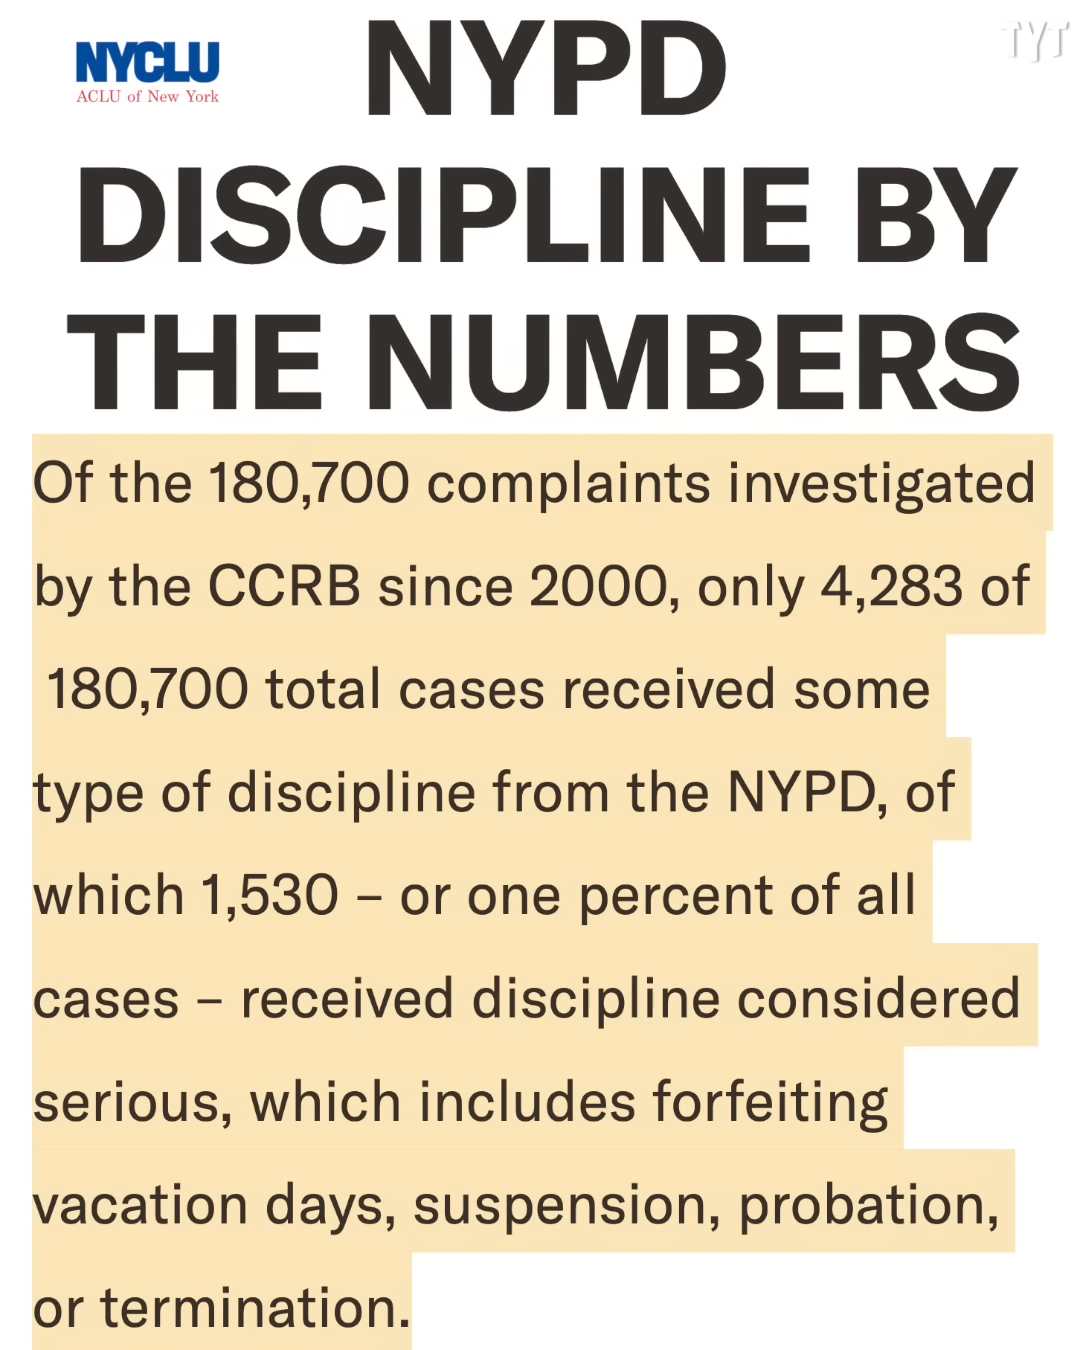 NYCLU
ACLU of New York
TYT
NYPD
DISCIPLINE BY
THE NUMBERS
Of the 180,700 complaints investigated
by the CCRB since 2000, only 4,283 of
180,700 total cases received some
type of discipline from the NYPD, of
which 1,530 – or one percent of all
cases – received discipline considered
serious, which includes forfeiting
vacation days, suspension, probation,
or termination.